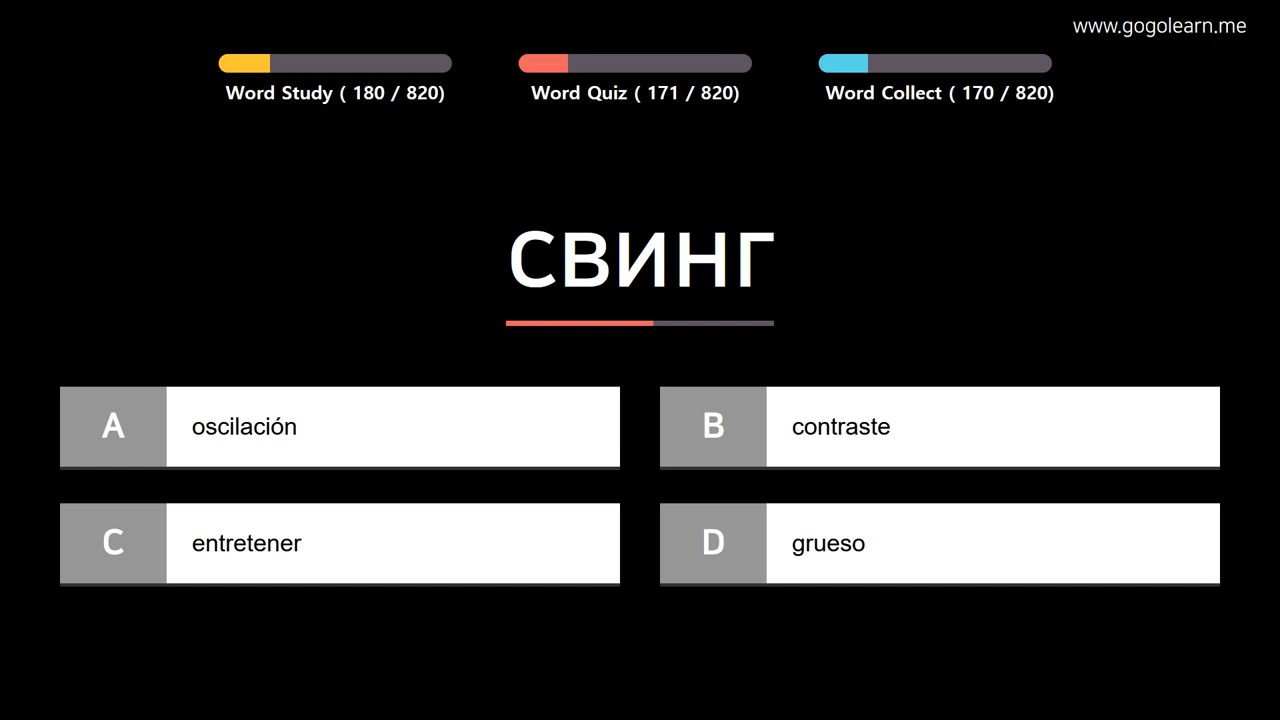 www.gogolearn.me
Word Study ( 180 / 820)
Word Quiz ( 171 / 820)
Word Collect ( 170 / 820)
СВИНГ
A oscilación
B contraste
C entretener
D grueso